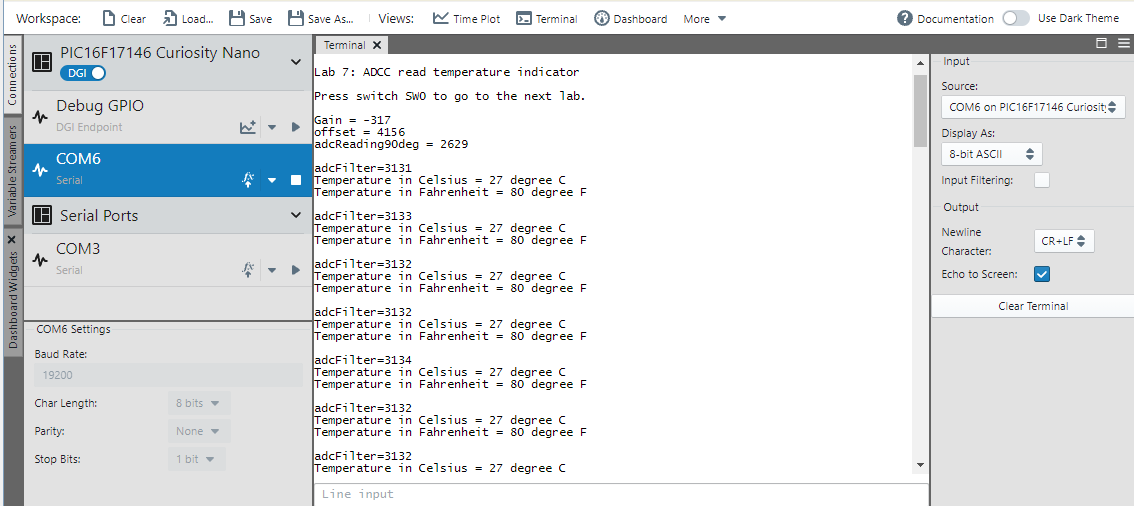 Workspace: Clear Load... Save Save As... Views: Time Plot Terminal Dashboard More Documentation Use Dark Theme
Connections
Variable Streamers
Dashboard Widgets
PIC16F17146 Curiosity Nano
DGI
Debug GPIO
DGI Endpoint
COM6
Serial
Serial Ports
COM3
Serial
COM6 Settings
Baud Rate:
19200
Char Length: 8 bits
Parity: None
Stop Bits: 1 bit
Terminal
Lab 7: ADCC read temperature indicator
Press switch SW0 to go to the next lab.
Gain = -317
offset = 4156
adcReading90deg = 2629
adcFilter=3131
Temperature in Celsius = 27 degree C
Temperature in Fahrenheit = 80 degree F
adcFilter=3133
Temperature in Celsius = 27 degree C
Temperature in Fahrenheit = 80 degree F
adcFilter=3132
Temperature in Celsius = 27 degree C
Temperature in Fahrenheit = 80 degree F
adcFilter=3132
Temperature in Celsius = 27 degree C
Temperature in Fahrenheit = 80 degree F
adcFilter=3134
Temperature in Celsius = 27 degree C
Temperature in Fahrenheit = 80 degree F
adcFilter=3132
Temperature in Celsius = 27 degree C
Temperature in Fahrenheit = 80 degree F
adcFilter=3132
Temperature in Celsius = 27 degree C
Line input
Input
Source:
COM6 on PIC16F17146 Curiosity
Display As:
8-bit ASCII
Input Filtering:
Output
Newline
Character: CR+LF
Echo to Screen:
Clear Terminal